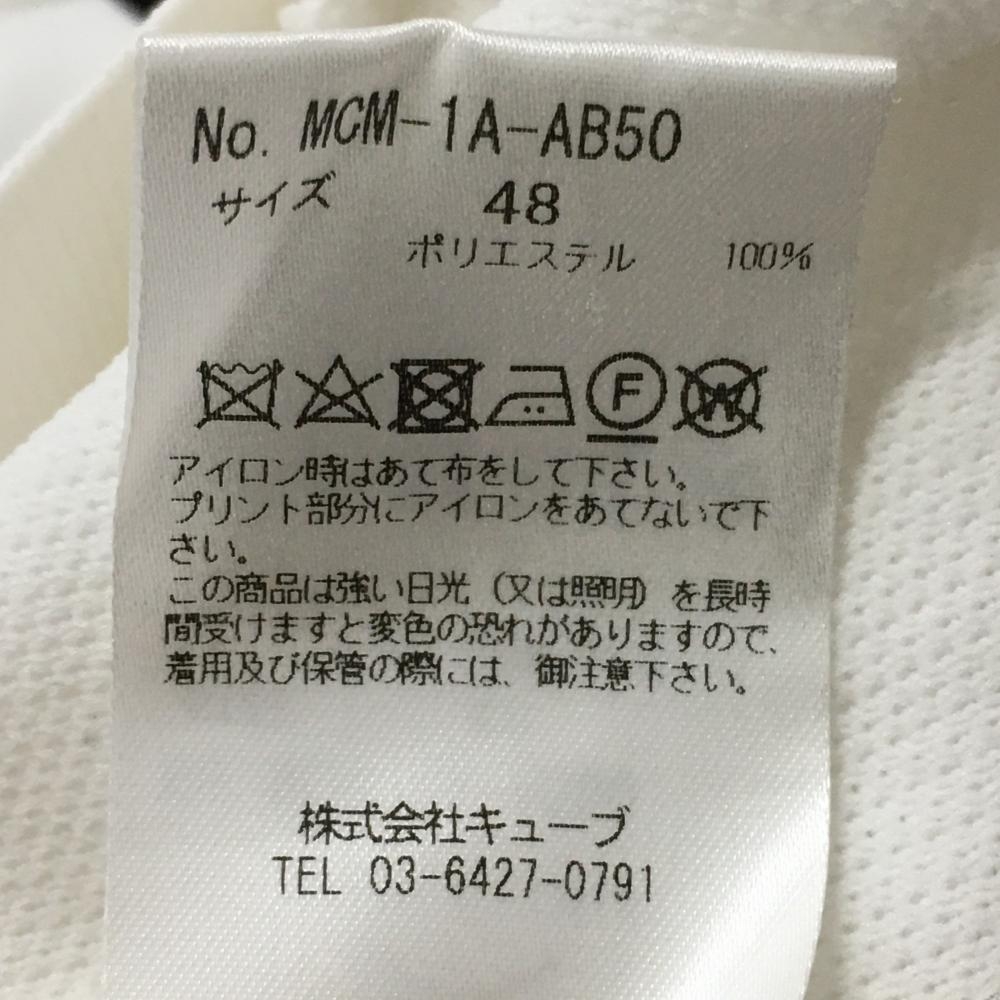 No. MCM-1A-AB50
サイズ 48
ポリエステル 100%
F W
アイロン時はあて布をして下さい。
プリント部分にアイロンをあてないで下
さい。
この商品は強い日光（又は照明）を長時
間受けますと変色の恐れがありますので、
着用及び保管の際には、御注意下さい。
株式会社キューブ
TEL 03-6427-0791